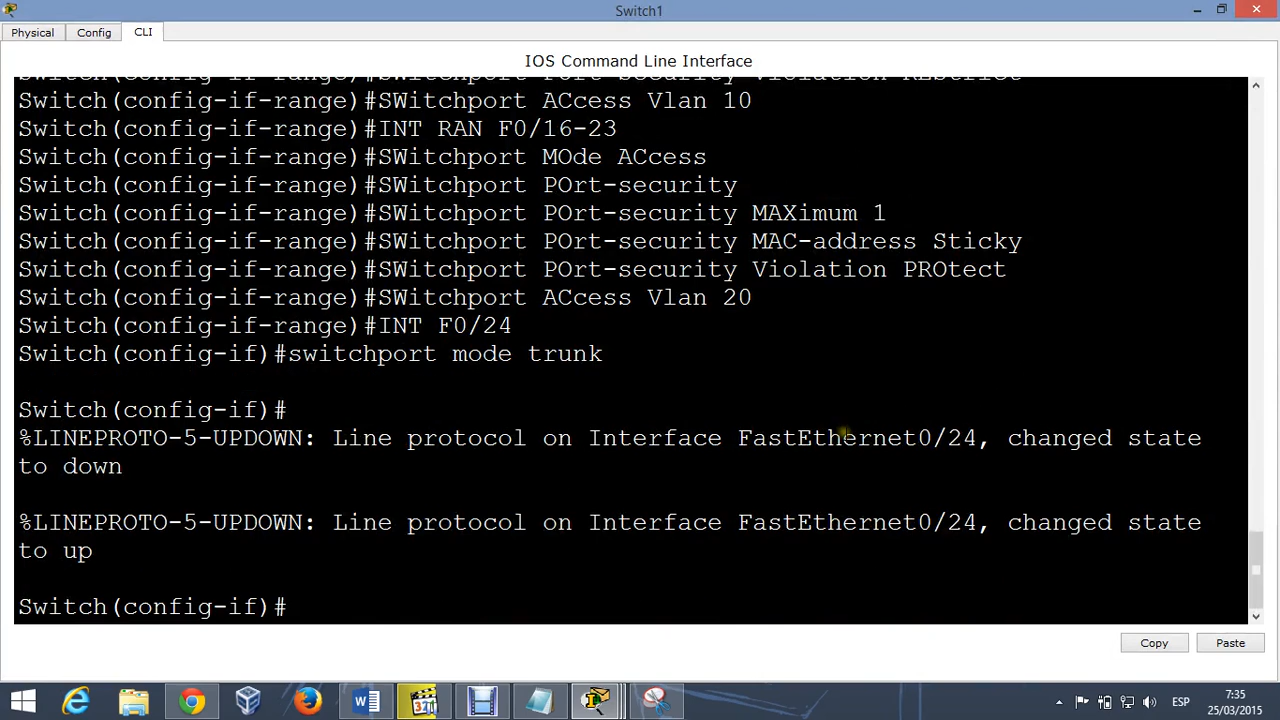 Switch1
Physical Config CLI
IOS Command Line Interface
Switch(config-if-range)#SWitchport POrt-security Violation REstrict
Switch(config-if-range)#SWitchport ACcess Vlan 10
Switch(config-if-range)#INT RAN F0/16-23
Switch(config-if-range)#SWitchport MOde ACcess
Switch(config-if-range)#SWitchport POrt-security
Switch(config-if-range)#SWitchport POrt-security MAXimum 1
Switch(config-if-range)#SWitchport POrt-security MAC-address Sticky
Switch(config-if-range)#SWitchport POrt-security Violation PROtect
Switch(config-if-range)#SWitchport ACcess Vlan 20
Switch(config-if-range)#INT F0/24
Switch(config-if)#switchport mode trunk
Switch(config-if)#
%LINEPROTO-5-UPDOWN: Line protocol on Interface FastEthernet0/24, changed state
to down
%LINEPROTO-5-UPDOWN: Line protocol on Interface FastEthernet0/24, changed state
to up
Switch(config-if)#
Copy Paste
ESP
7:35
25/03/2015